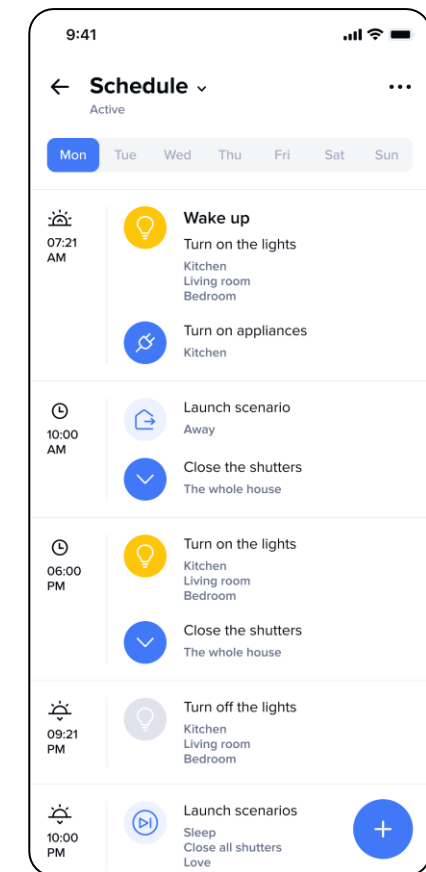 9:41
Schedule
Active
Mon Tue Wed Thu Fri Sat Sun
07:21
AM
Wake up
Turn on the lights
Kitchen
Living room
Bedroom
Turn on appliances
Kitchen
10:00
AM
Launch scenario
Away
Close the shutters
The whole house
06:00
PM
Turn on the lights
Kitchen
Living room
Bedroom
Close the shutters
The whole house
09:21
PM
Turn off the lights
Kitchen
Living room
Bedroom
10:00
PM
Launch scenarios
Sleep
Close all shutters
Love